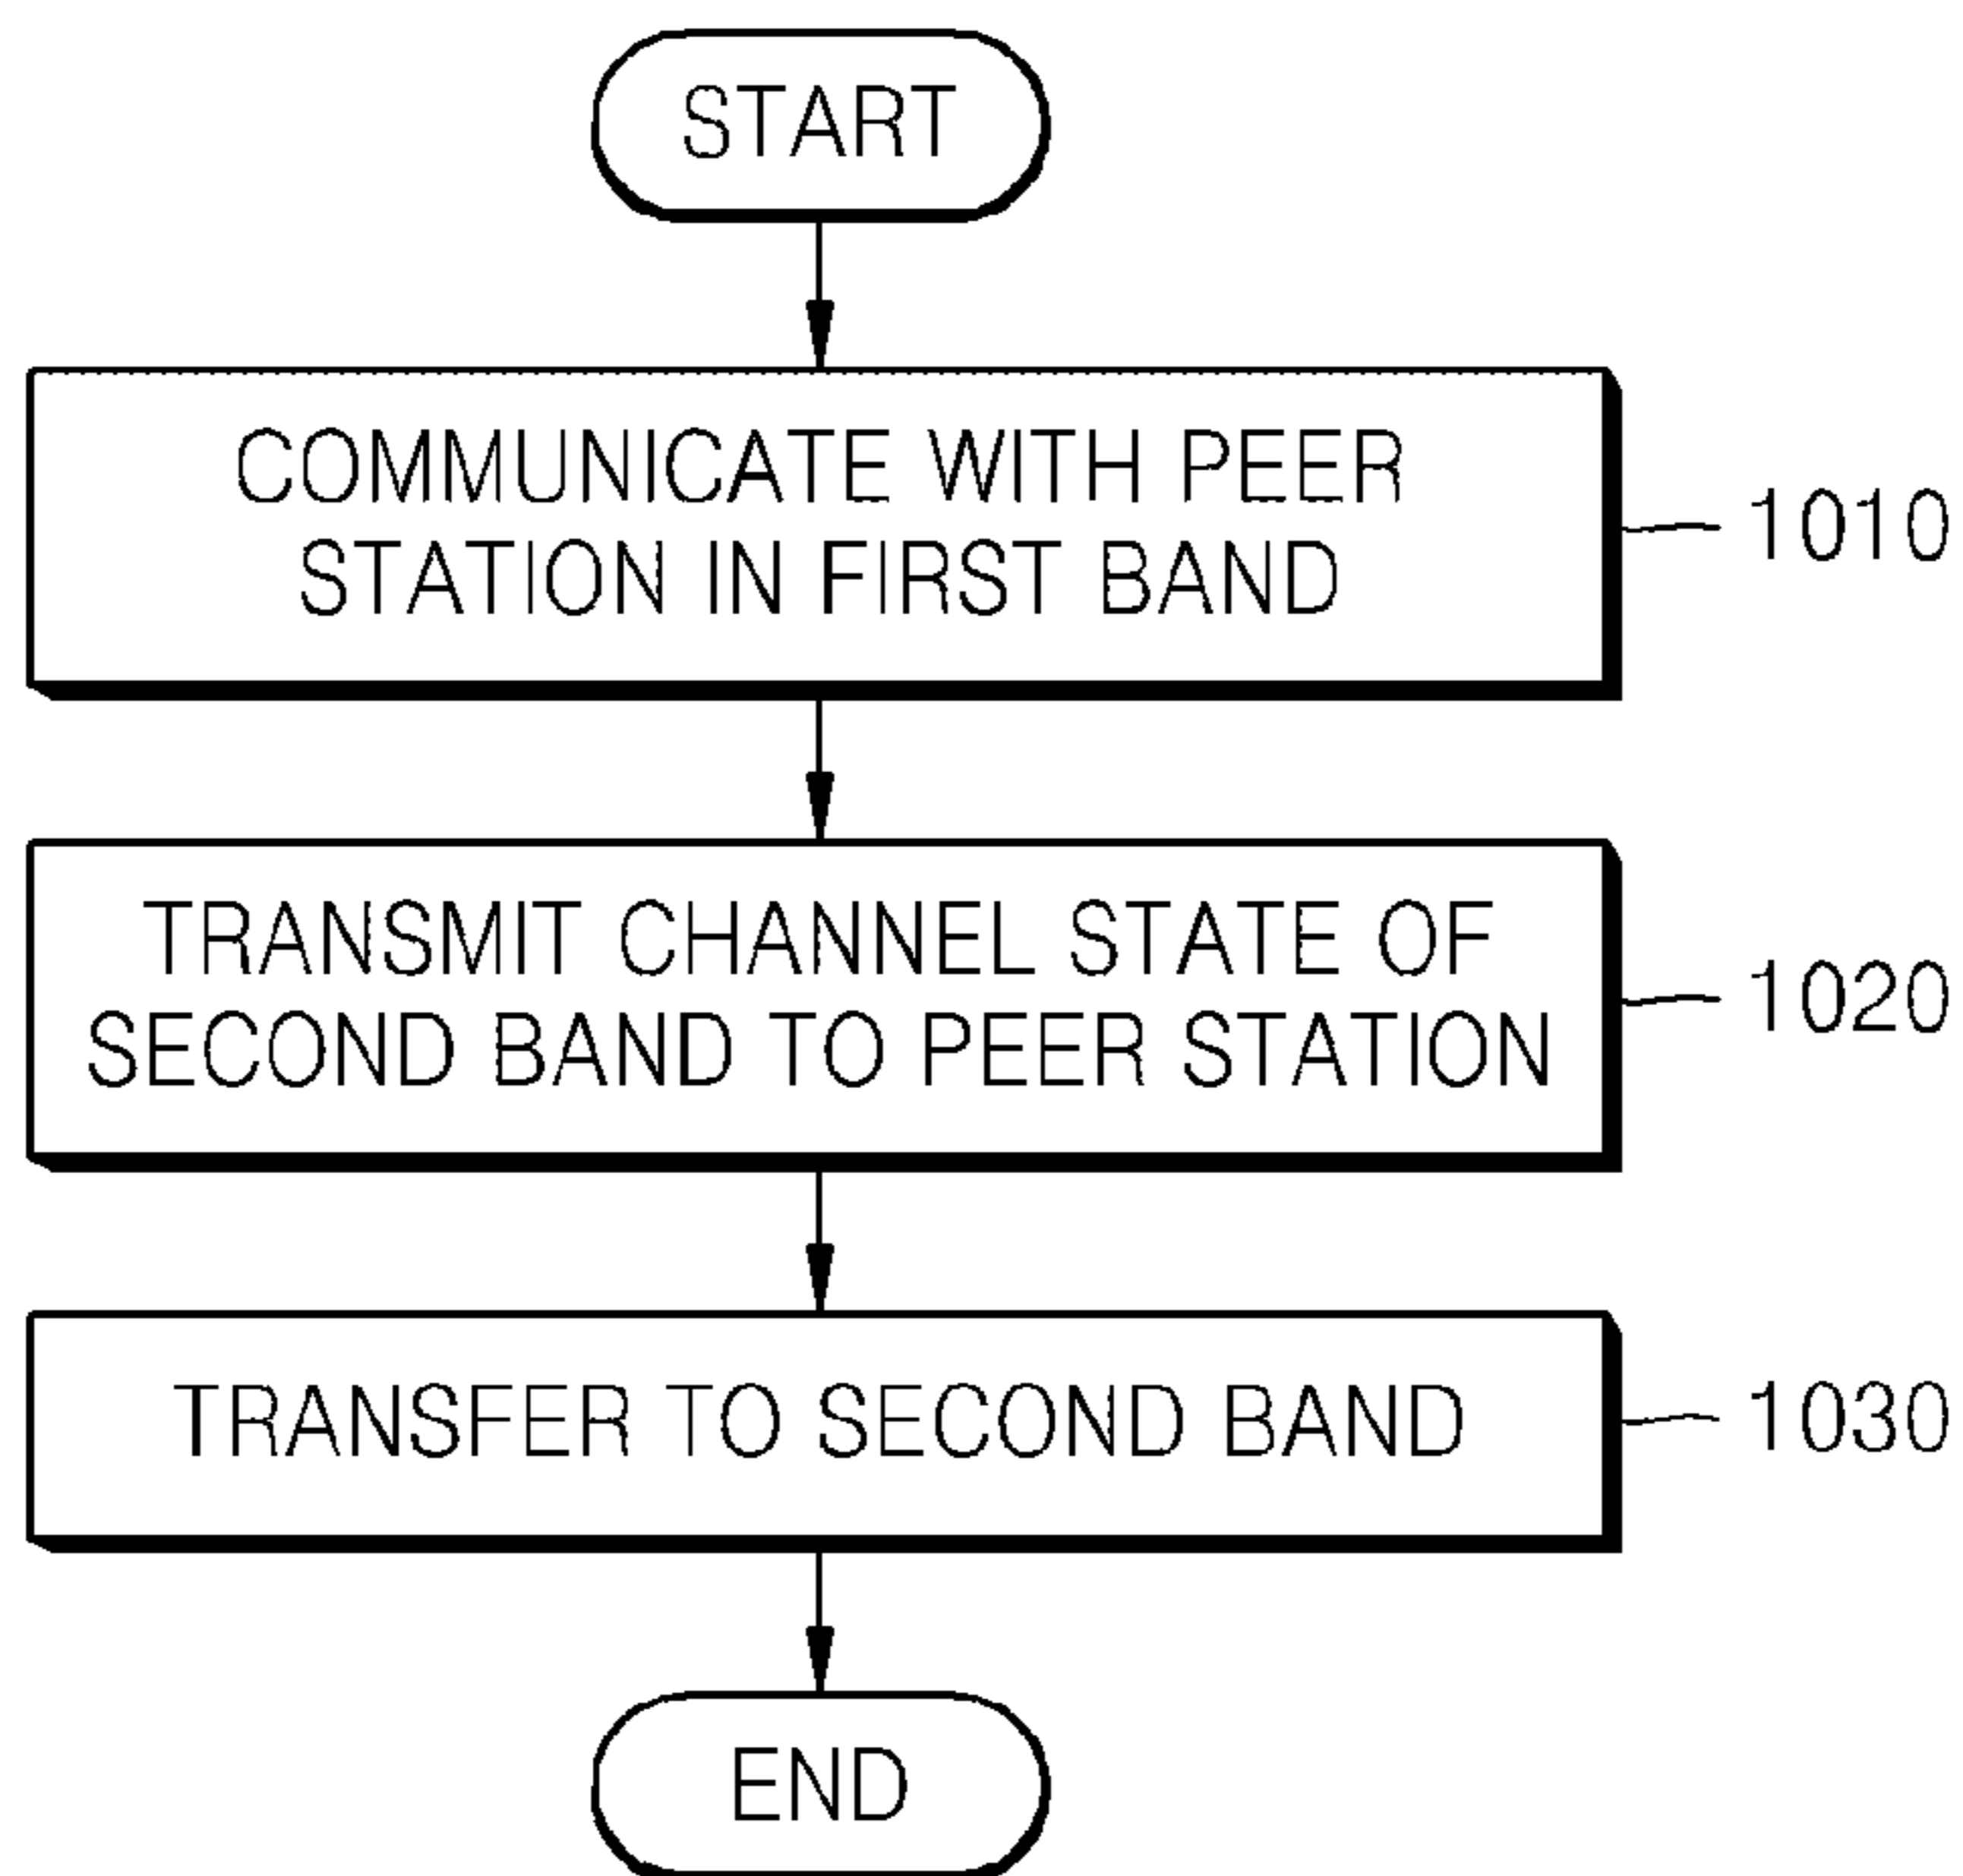 START
COMMUNICATE WITH PEER
STATION IN FIRST BAND
1010
TRANSMIT CHANNEL STATE OF
SECOND BAND TO PEER STATION
1020
TRANSFER TO SECOND BAND
1030
END